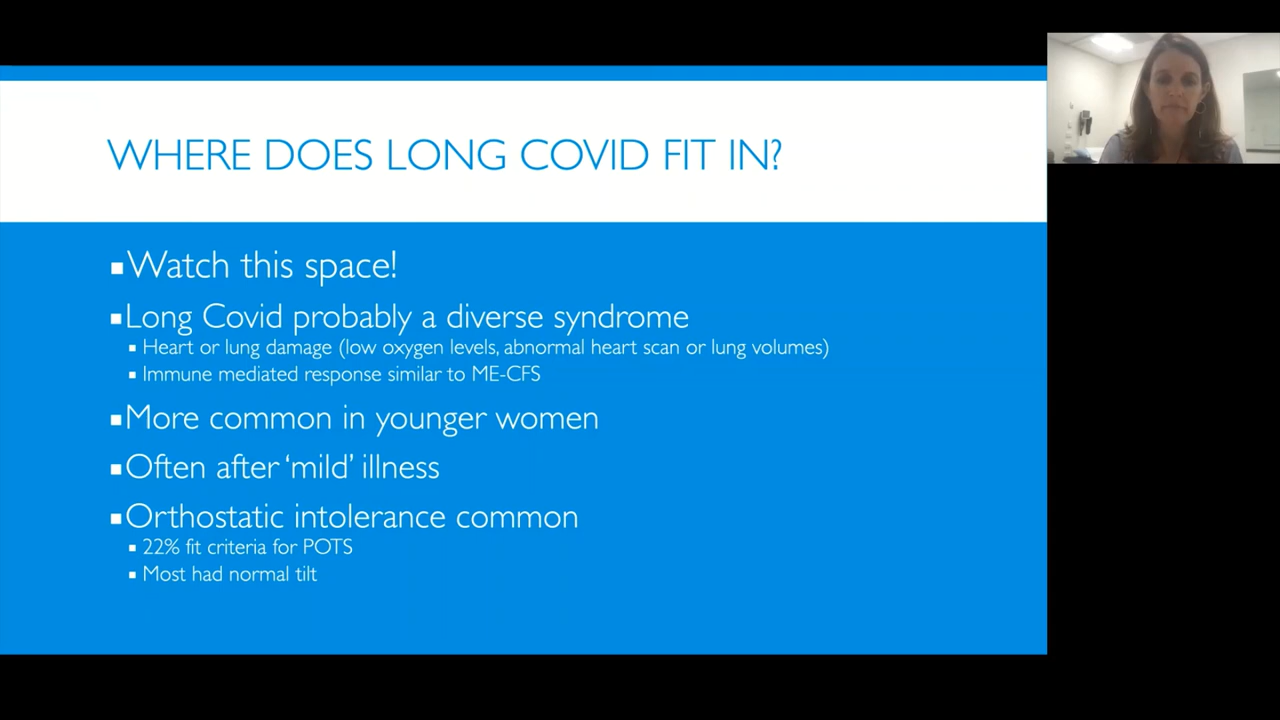 WHERE DOES LONG COVID FIT IN?
▪Watch this space!
▪Long Covid probably a diverse syndrome
▪ Heart or lung damage (low oxygen levels, abnormal heart scan or lung volumes)
▪ Immune mediated response similar to ME-CFS
▪More common in younger women
▪Often after ‘mild’ illness
▪Orthostatic intolerance common
▪ 22% fit criteria for POTS
▪ Most had normal tilt